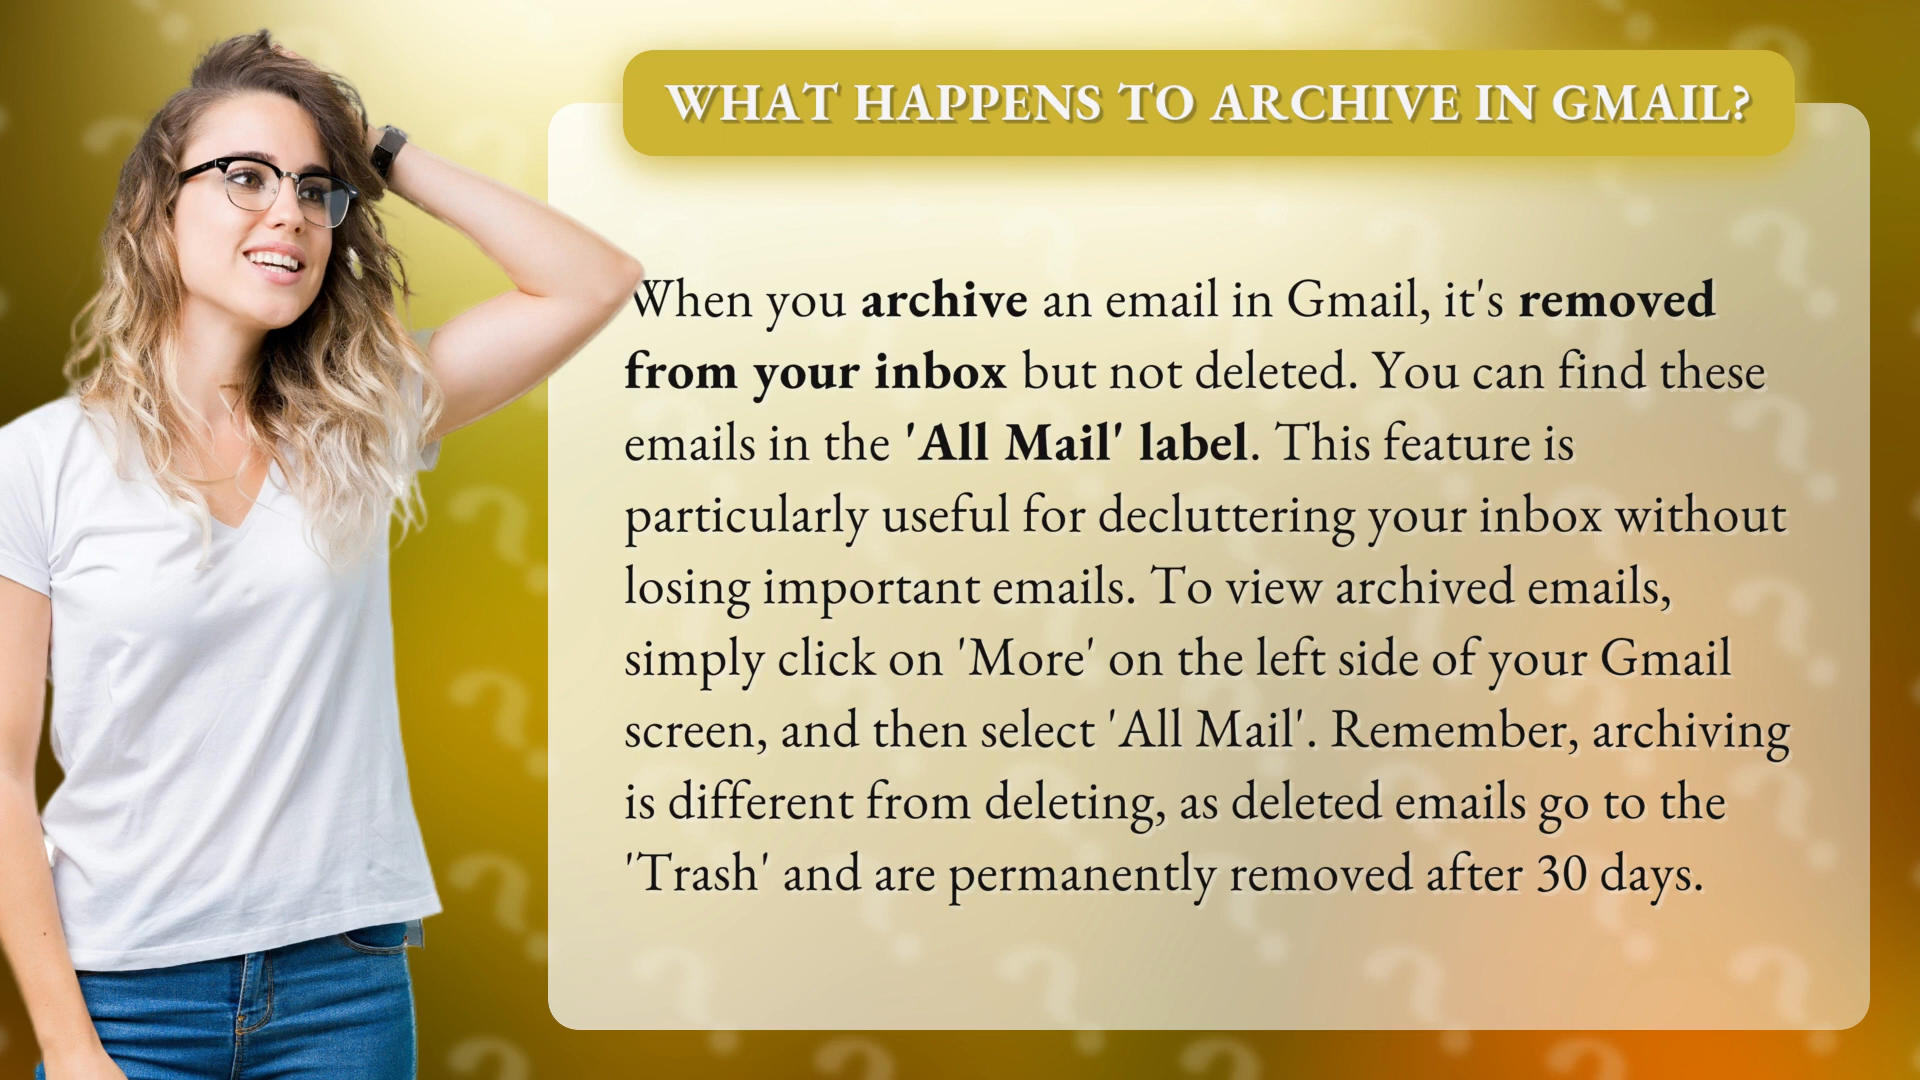 WHAT HAPPENS TO ARCHIVE IN GMAIL?
When you archive an email in Gmail, it's removed
from your inbox but not deleted. You can find these
emails in the 'All Mail' label. This feature is
particularly useful for decluttering your inbox without
losing important emails. To view archived emails,
simply click on 'More' on the left side of your Gmail
screen, and then select 'All Mail'. Remember, archiving
is different from deleting, as deleted emails go to the
'Trash' and are permanently removed after 30 days.